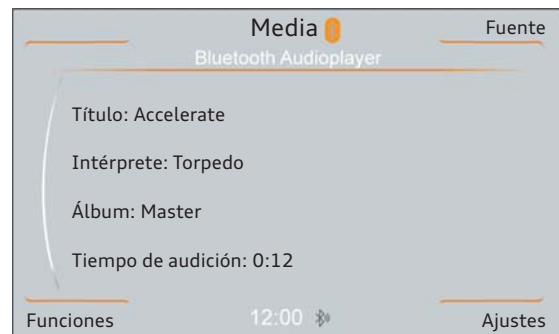 Media
Fuente
Bluetooth Audioplayer
Título: Accelerate
Intérprete: Torpedo
Álbum: Master
Tiempo de audición: 0:12
Funciones
12:00
Ajustes